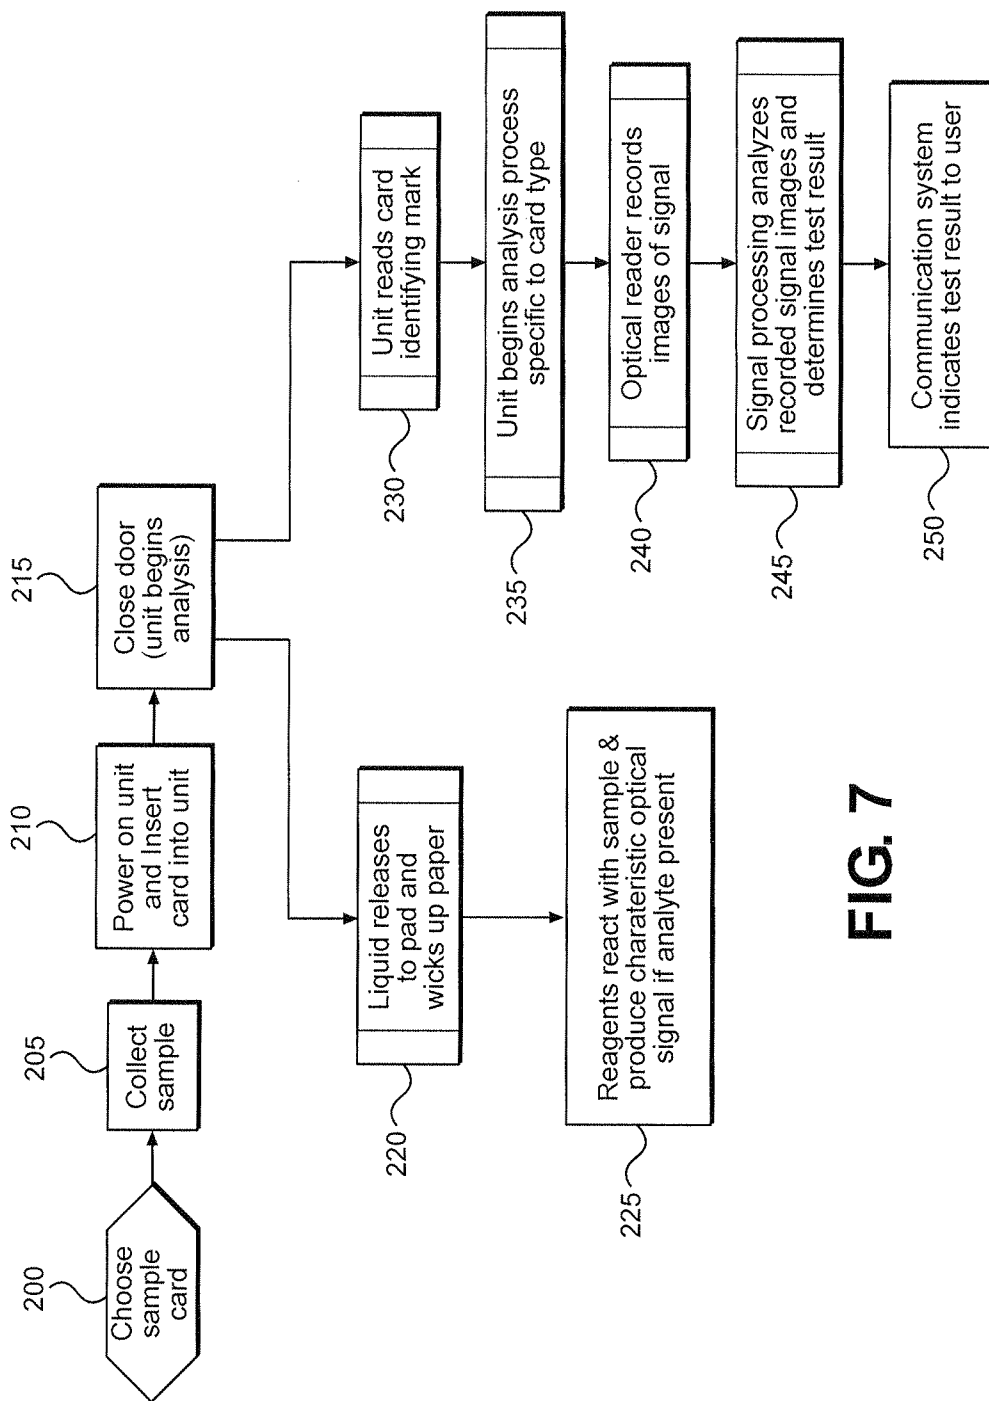 200
Choose
sample
card
205
Collect
sample
210
Power on unit
and Insert
card into unit
215
Close door
(unit begins
analysis)
220
Liquid releases
to pad and
wicks up paper
225
Reagents react with sample &
produce charateristic optical
signal if analyte present
230
Unit reads card
identifying mark
235
Unit begins analysis process
specific to card type
240
Optical reader records
images of signal
245
Signal processing analyzes
recorded signal images and
determines test result
250
Communication system
indicates test result to user
FIG. 7